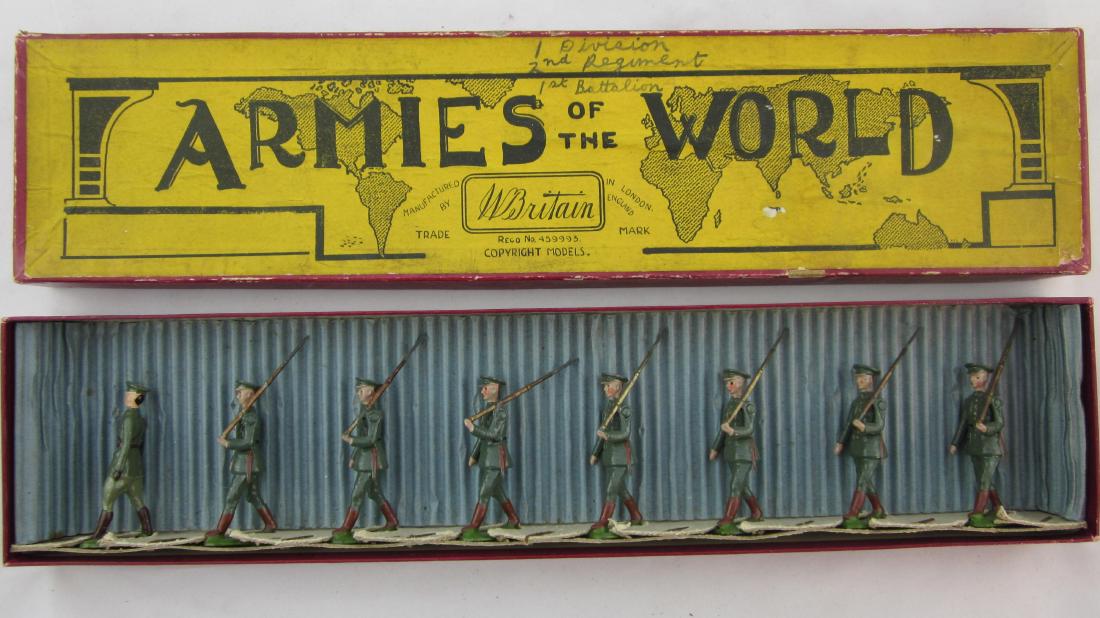 1 Division
2nd Regiment
1st Battalion
ARMIES OF THE WORLD
MANUFACTURED BY
W Britain
IN LONDON. ENGLAND
TRADE MARK
REGD No. 459993.
COPYRIGHT MODELS.